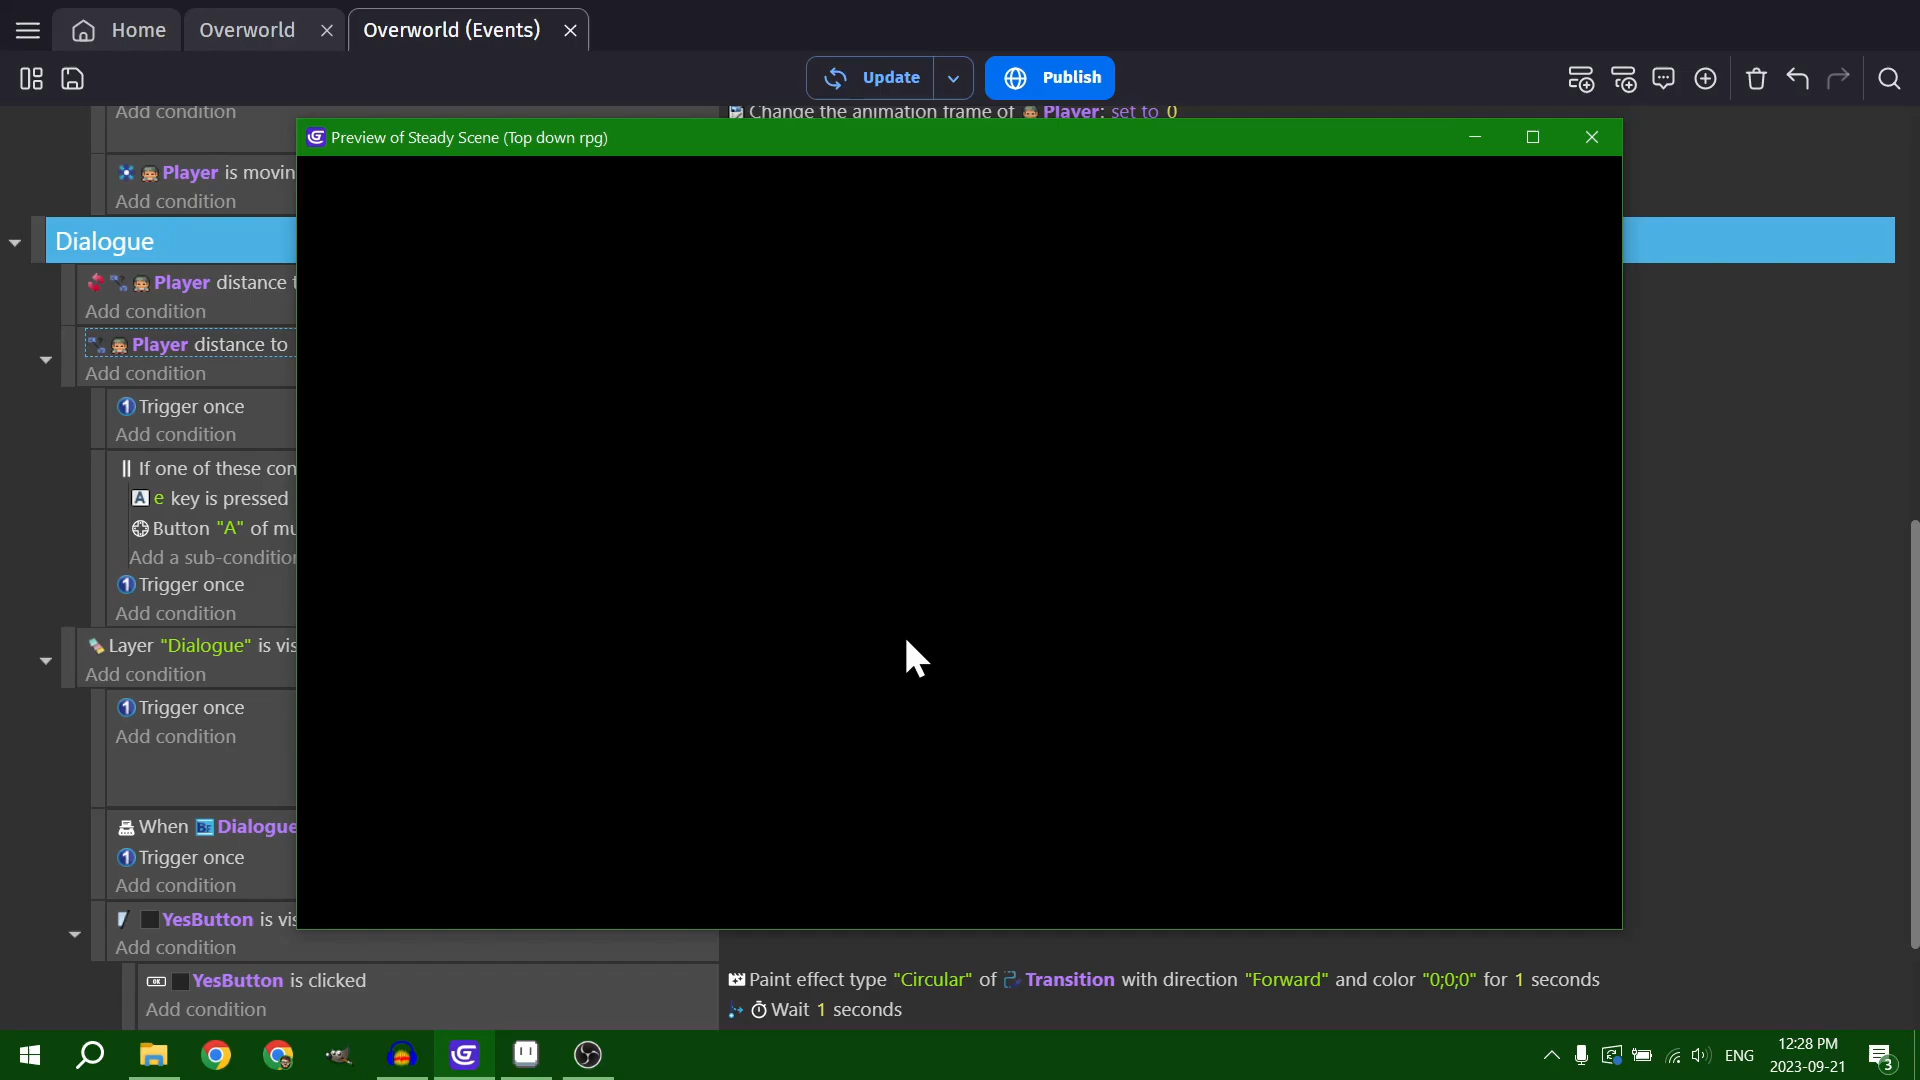 Home
Overworld
Overworld (Events)
Update
Publish
Add condition
Change the animation frame of Player: set to 0
Preview of Steady Scene (Top down rpg)
Player is movin
Add condition
Dialogue
Player distance t
Add condition
Player distance to
Add condition
Trigger once
Add condition
If one of these con
e key is pressed
Button "A" of mu
Add a sub-condition
Trigger once
Add condition
Layer "Dialogue" is vis
Add condition
Trigger once
Add condition
When Dialogue
Trigger once
Add condition
YesButton is vis
Add condition
YesButton is clicked
Add condition
Paint effect type "Circular" of Transition with direction "Forward" and color "0;0;0" for 1 seconds
Wait 1 seconds
ENG
12:28 PM
2023-09-21
3